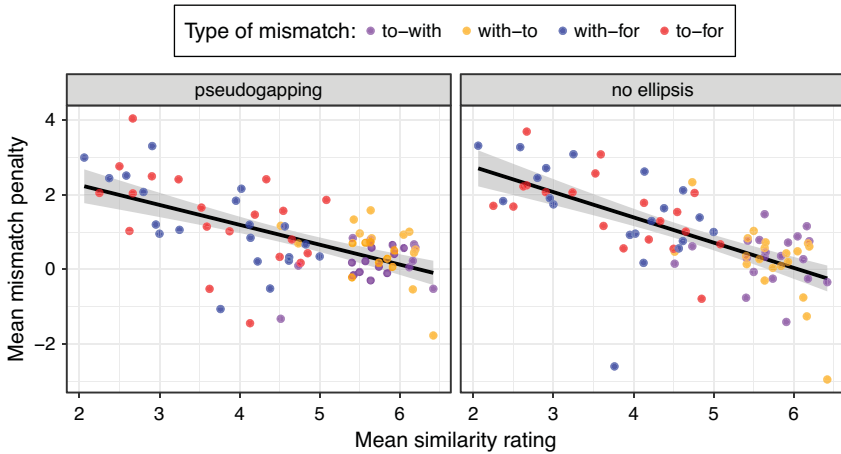 Type of mismatch: to−with with−to with−for to−for
pseudogapping no ellipsis
Mean mismatch penalty
4
2
0
−2
2 3 4 5 6 2 3 4 5 6
Mean similarity rating